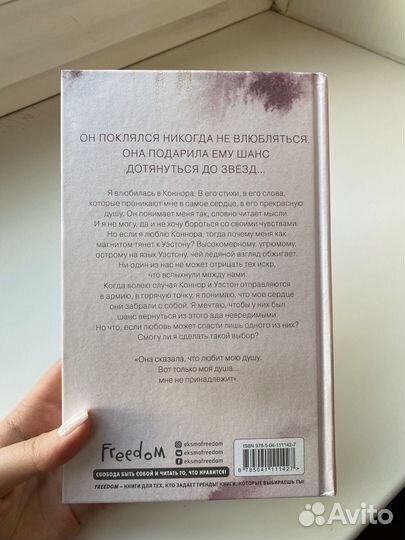 ОН ПОКЛЯЛСЯ НИКОГДА НЕ ВЛЮБЛЯТЬСЯ.
ОНА ПОДАРИЛА ЕМУ ШАНС
ДОТЯНУТЬСЯ ДО ЗВЕЗД...
Я влюбилась в Коннора. В его стихи, в его слова,
которые проникают мне в самое сердце, в его прекрасную
душу. Он понимает меня так, словно читает мысли.
И я не могу, да и не хочу бороться со своими чувствами.
Но если я люблю Коннора, тогда почему меня как
магнитом тянет к Уэстону? Высокомерному, угрюмому,
острому на язык Уэстону, чей ледяной взгляд обжигает.
Ни один из нас не может отрицать тех искр,
что вспыхнули между нами.
Когда волею случая Коннор и Уэстон отправляются
в армию, в горячую точку, я понимаю, что мое сердце
они забрали с собой. Я мечтаю, чтобы у них был
шанс вернуться из этого ада невредимыми.
Но что, если любовь может спасти лишь одного из них?
Смогу ли я сделать такой выбор?
«Она сказала, что любит мою душу.
Вот только моя душа...
мне не принадлежит».
Freedom
eksmofreedom
eksmofreedom
eksmofreedom
ISBN 978-5-04-111142-7
9 785041 111427 >
СВОБОДА БЫТЬ СОБОЙ И ЧИТАТЬ ТО, ЧТО НРАВИТСЯ!
FREEDOM – КНИГИ ДЛЯ ТЕХ, КТО ЗАДАЕТ ТРЕНДЫ! КНИГИ, КОТОРЫЕ ВЫБИРАЕШЬ ТЫ!
Avito